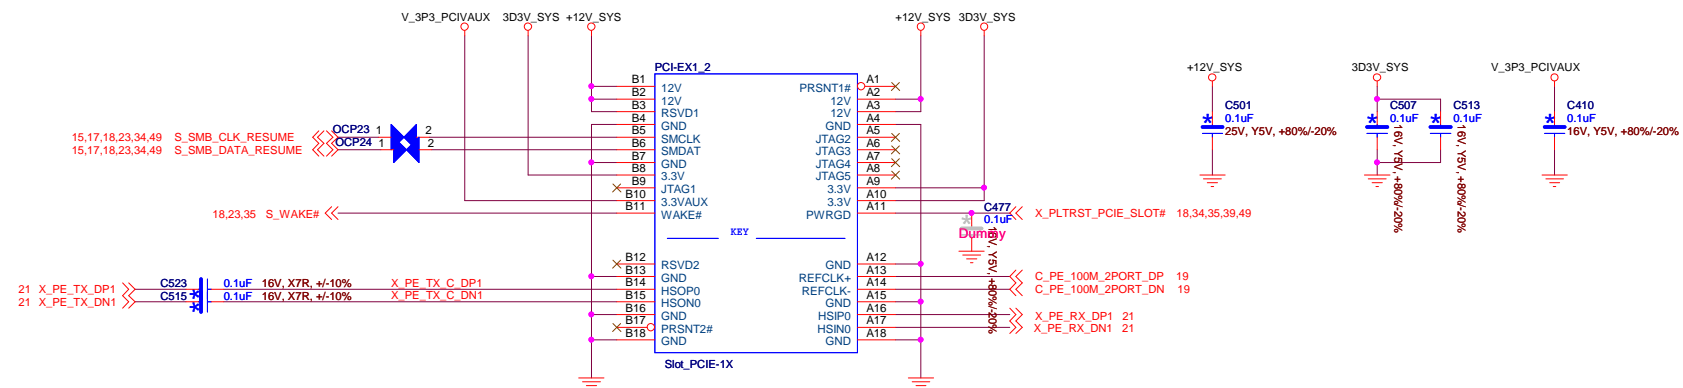 V_3P3_PCIVAUX 3D3V_SYS +12V_SYS
+12V_SYS 3D3V_SYS
PCI-EX1_2
B1 12V PRSNT1# A1
B2 12V 12V A2
B3 RSVD1 12V A3
B4 GND GND A4
B5 SMCLK JTAG2 A5
B6 SMDAT JTAG3 A6
B7 GND JTAG4 A7
B8 3.3V JTAG5 A8
B9 JTAG1 3.3V A9
B10 3.3VAUX 3.3V A10
B11 WAKE# PWRGD A11
KEY
B12 RSVD2 GND A12
B13 GND REFCLK+ A13
B14 HSOP0 REFCLK- A14
B15 HSON0 GND A15
B16 GND HSIP0 A16
B17 PRSNT2# HSIN0 A17
B18 GND GND A18
Slot_PCIE-1X
15,17,18,23,34,49 S_SMB_CLK_RESUME OCP23 1 2
15,17,18,23,34,49 S_SMB_DATA_RESUME OCP24 1 2
18,23,35 S_WAKE#
21 X_PE_TX_DP1 C523 0.1uF 16V, X7R, +/-10% X_PE_TX_C_DP1
21 X_PE_TX_DN1 C515 0.1uF 16V, X7R, +/-10% X_PE_TX_C_DN1
C477
0.1uF
Dummy
16V, Y5V, +80%/-20%
X_PLTRST_PCIE_SLOT# 18,34,35,39,49
C_PE_100M_2PORT_DP 19
C_PE_100M_2PORT_DN 19
X_PE_RX_DP1 21
X_PE_RX_DN1 21
+12V_SYS
C501
0.1uF
25V, Y5V, +80%/-20%
3D3V_SYS
C507
0.1uF
16V, Y5V, +80%/-20%
C513
0.1uF
16V, Y5V, +80%/-20%
V_3P3_PCIVAUX
C410
0.1uF
16V, Y5V, +80%/-20%